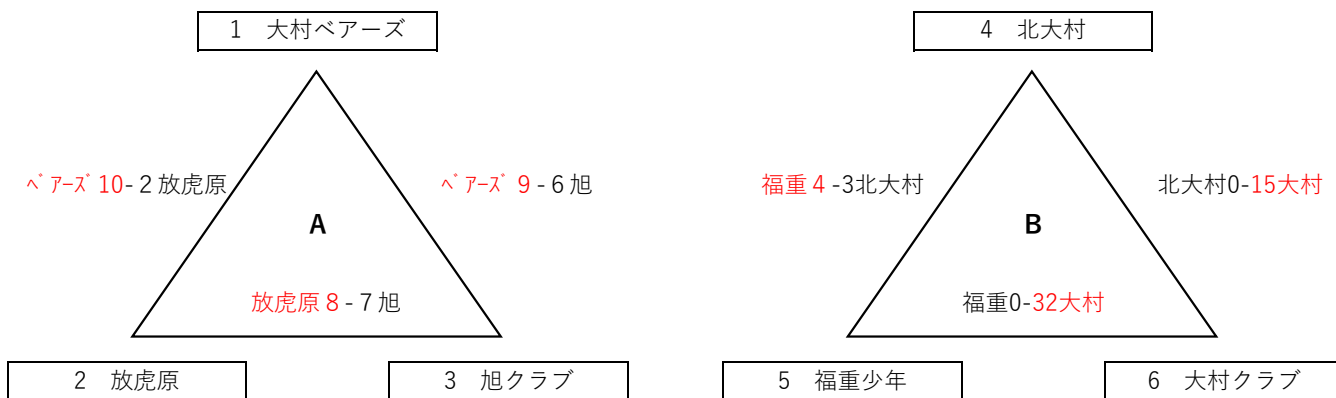 1　大村ベアーズ
4　北大村
ﾍﾞｱｰｽﾞ 10-２放虎原
ﾍﾞｱｰｽﾞ 9 - 6 旭
福重４-3北大村
北大村0-15大村
A
B
放虎原８-７旭
福重0-32大村
2　放虎原
3　旭クラブ
5　福重少年
6　大村クラブ